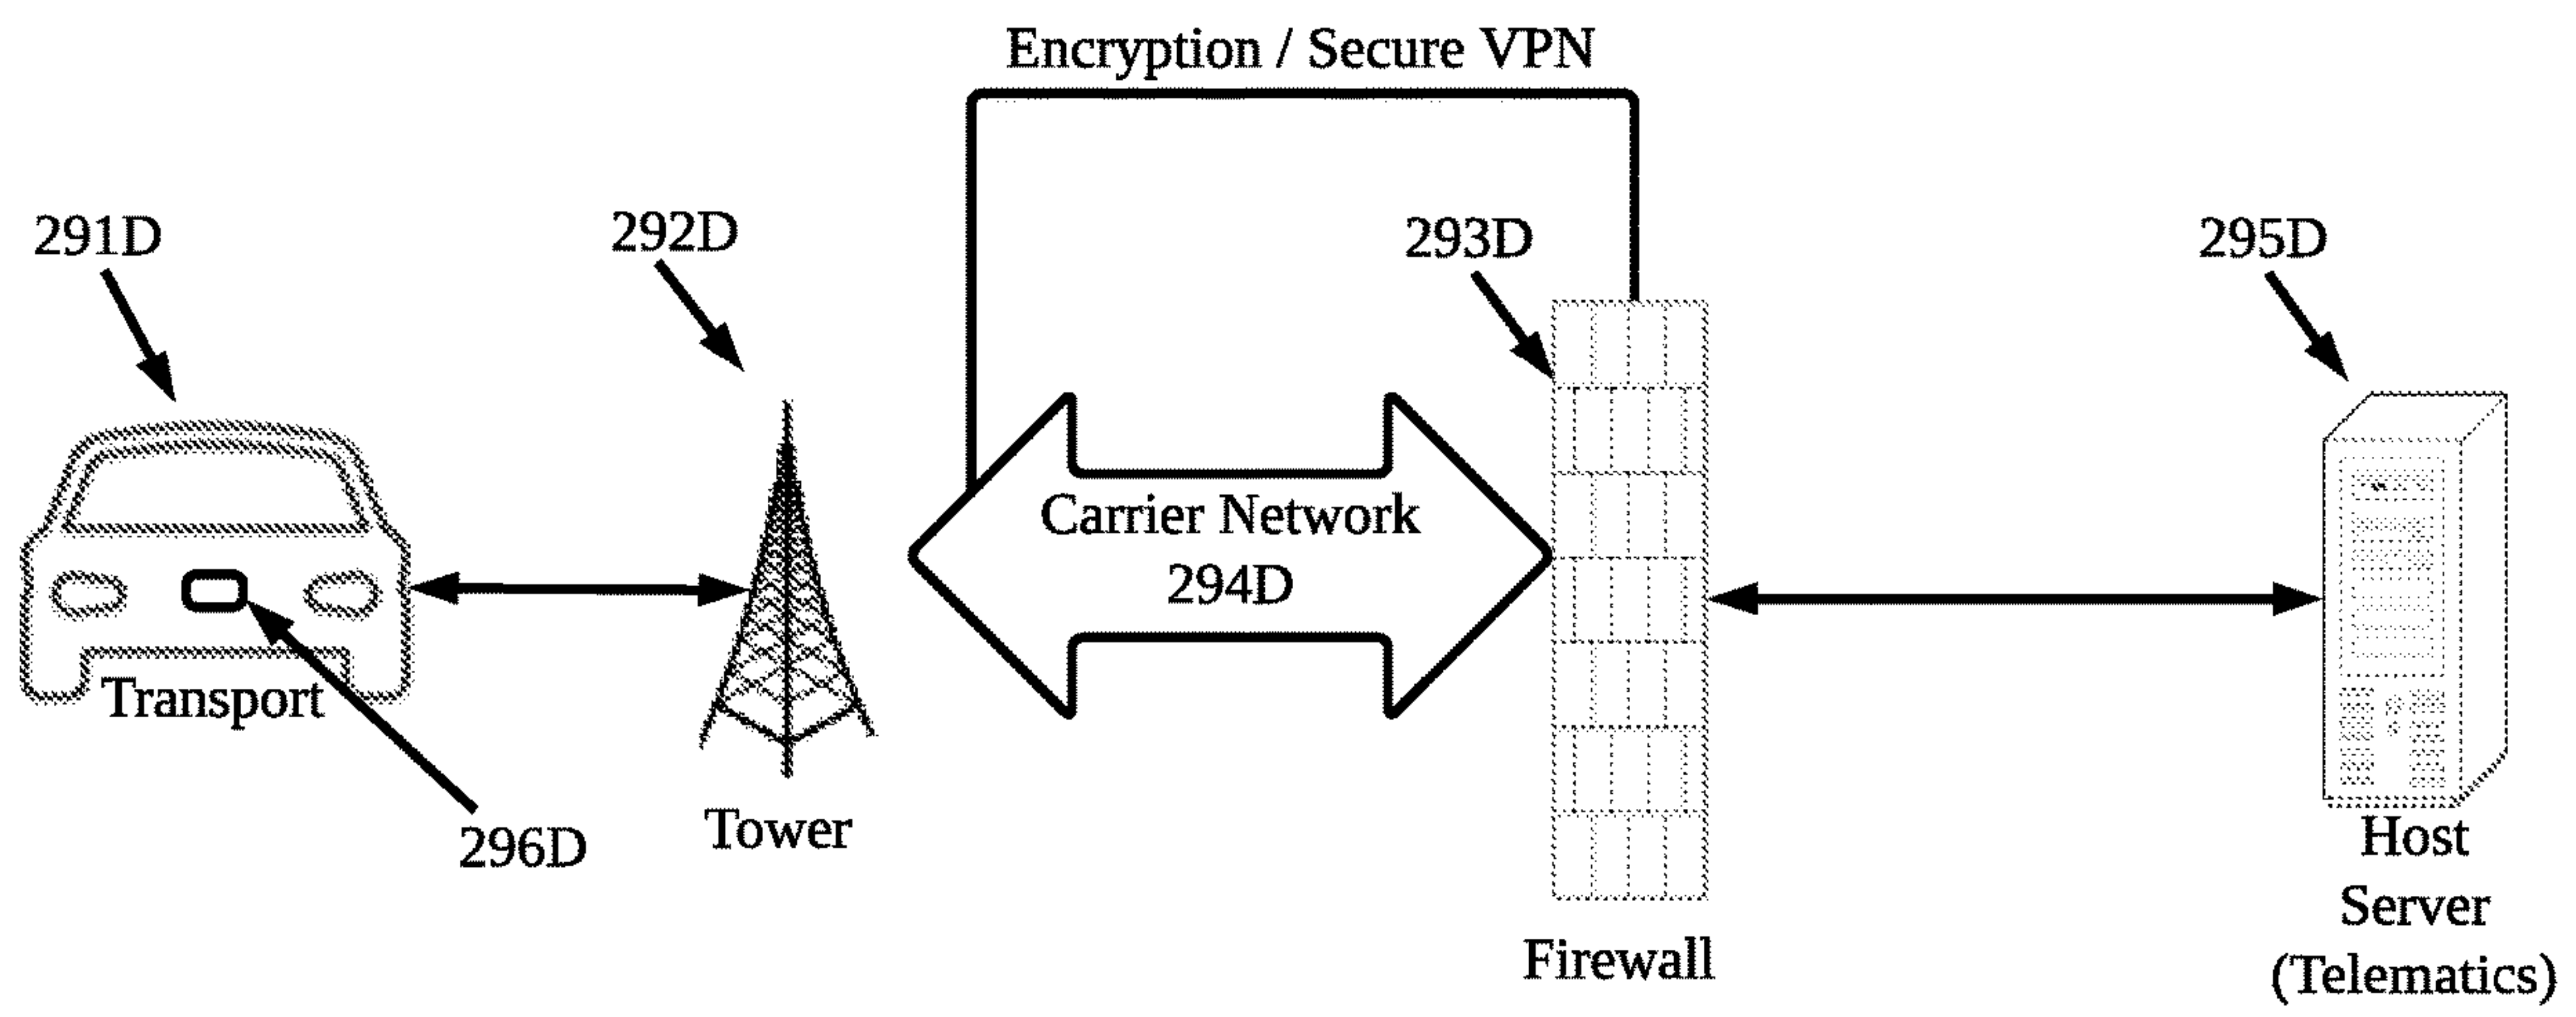 Encryption / Secure VPN
291D
292D
293D
295D
Carrier Network
294D
Transport
296D
Tower
Firewall
Host
Server
(Telematics)